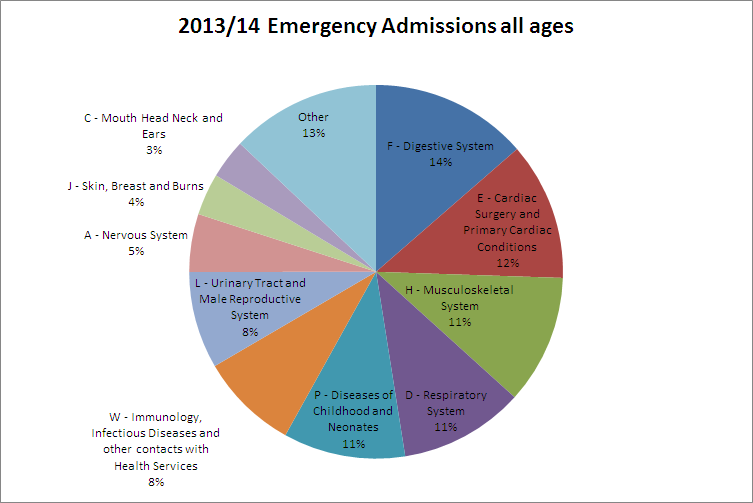 2013/14 Emergency Admissions all ages
Other
13%
F - Digestive System
14%
E - Cardiac
Surgery and
Primary Cardiac
Conditions
12%
H - Musculoskeletal
System
11%
D - Respiratory
System
11%
P - Diseases of
Childhood and
Neonates
11%
W - Immunology,
Infectious Diseases and
other contacts with
Health Services
8%
L - Urinary Tract and
Male Reproductive
System
8%
A - Nervous System
5%
J - Skin, Breast and Burns
4%
C - Mouth Head Neck and
Ears
3%